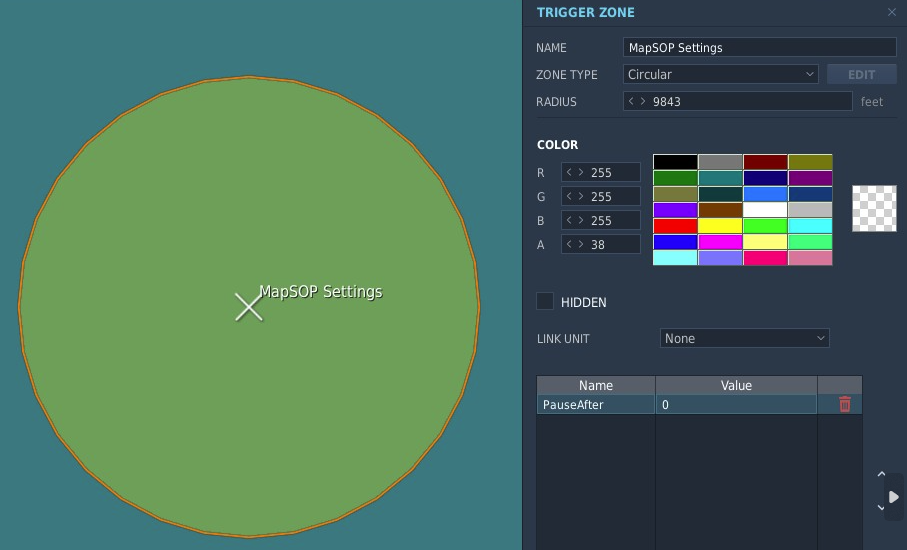 TRIGGER ZONE
NAME MapSOP Settings
ZONE TYPE Circular EDIT
RADIUS < > 9843 feet
COLOR
R < > 255
G < > 255
B < > 255
A < > 38
MapSOP Settings
HIDDEN
LINK UNIT None
Name Value
PauseAfter 0